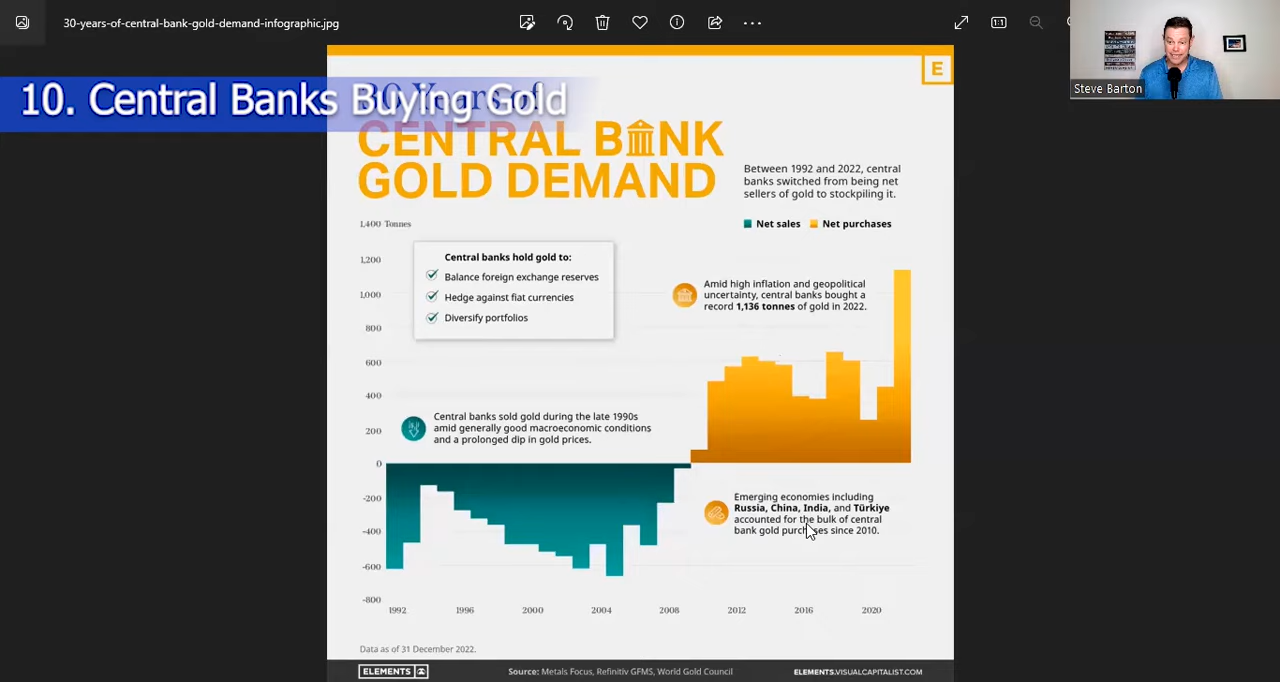 30-years-of-central-bank-gold-demand-infographic.jpg
Steve Barton
E
10. Central Banks Buying Gold
30 Years of
CENTRAL BANK
GOLD DEMAND
Between 1992 and 2022, central
banks switched from being net
sellers of gold to stockpiling it.
Net sales Net purchases
1,400 Tonnes
1,200
1,000
800
600
400
200
0
-200
-400
-600
-800
Central banks hold gold to:
Balance foreign exchange reserves
Hedge against fiat currencies
Diversify portfolios
Amid high inflation and geopolitical
uncertainty, central banks bought a
record 1,136 tonnes of gold in 2022.
Central banks sold gold during the late 1990s
amid generally good macroeconomic conditions
and a prolonged dip in gold prices.
Emerging economies including
Russia, China, India, and Türkiye
accounted for the bulk of central
bank gold purchases since 2010.
1992 1996 2000 2004 2008 2012 2016 2020
Data as of 31 December 2022.
ELEMENTS
Source: Metals Focus, Refinitiv GFMS, World Gold Council
ELEMENTS.VISUALCAPITALIST.COM